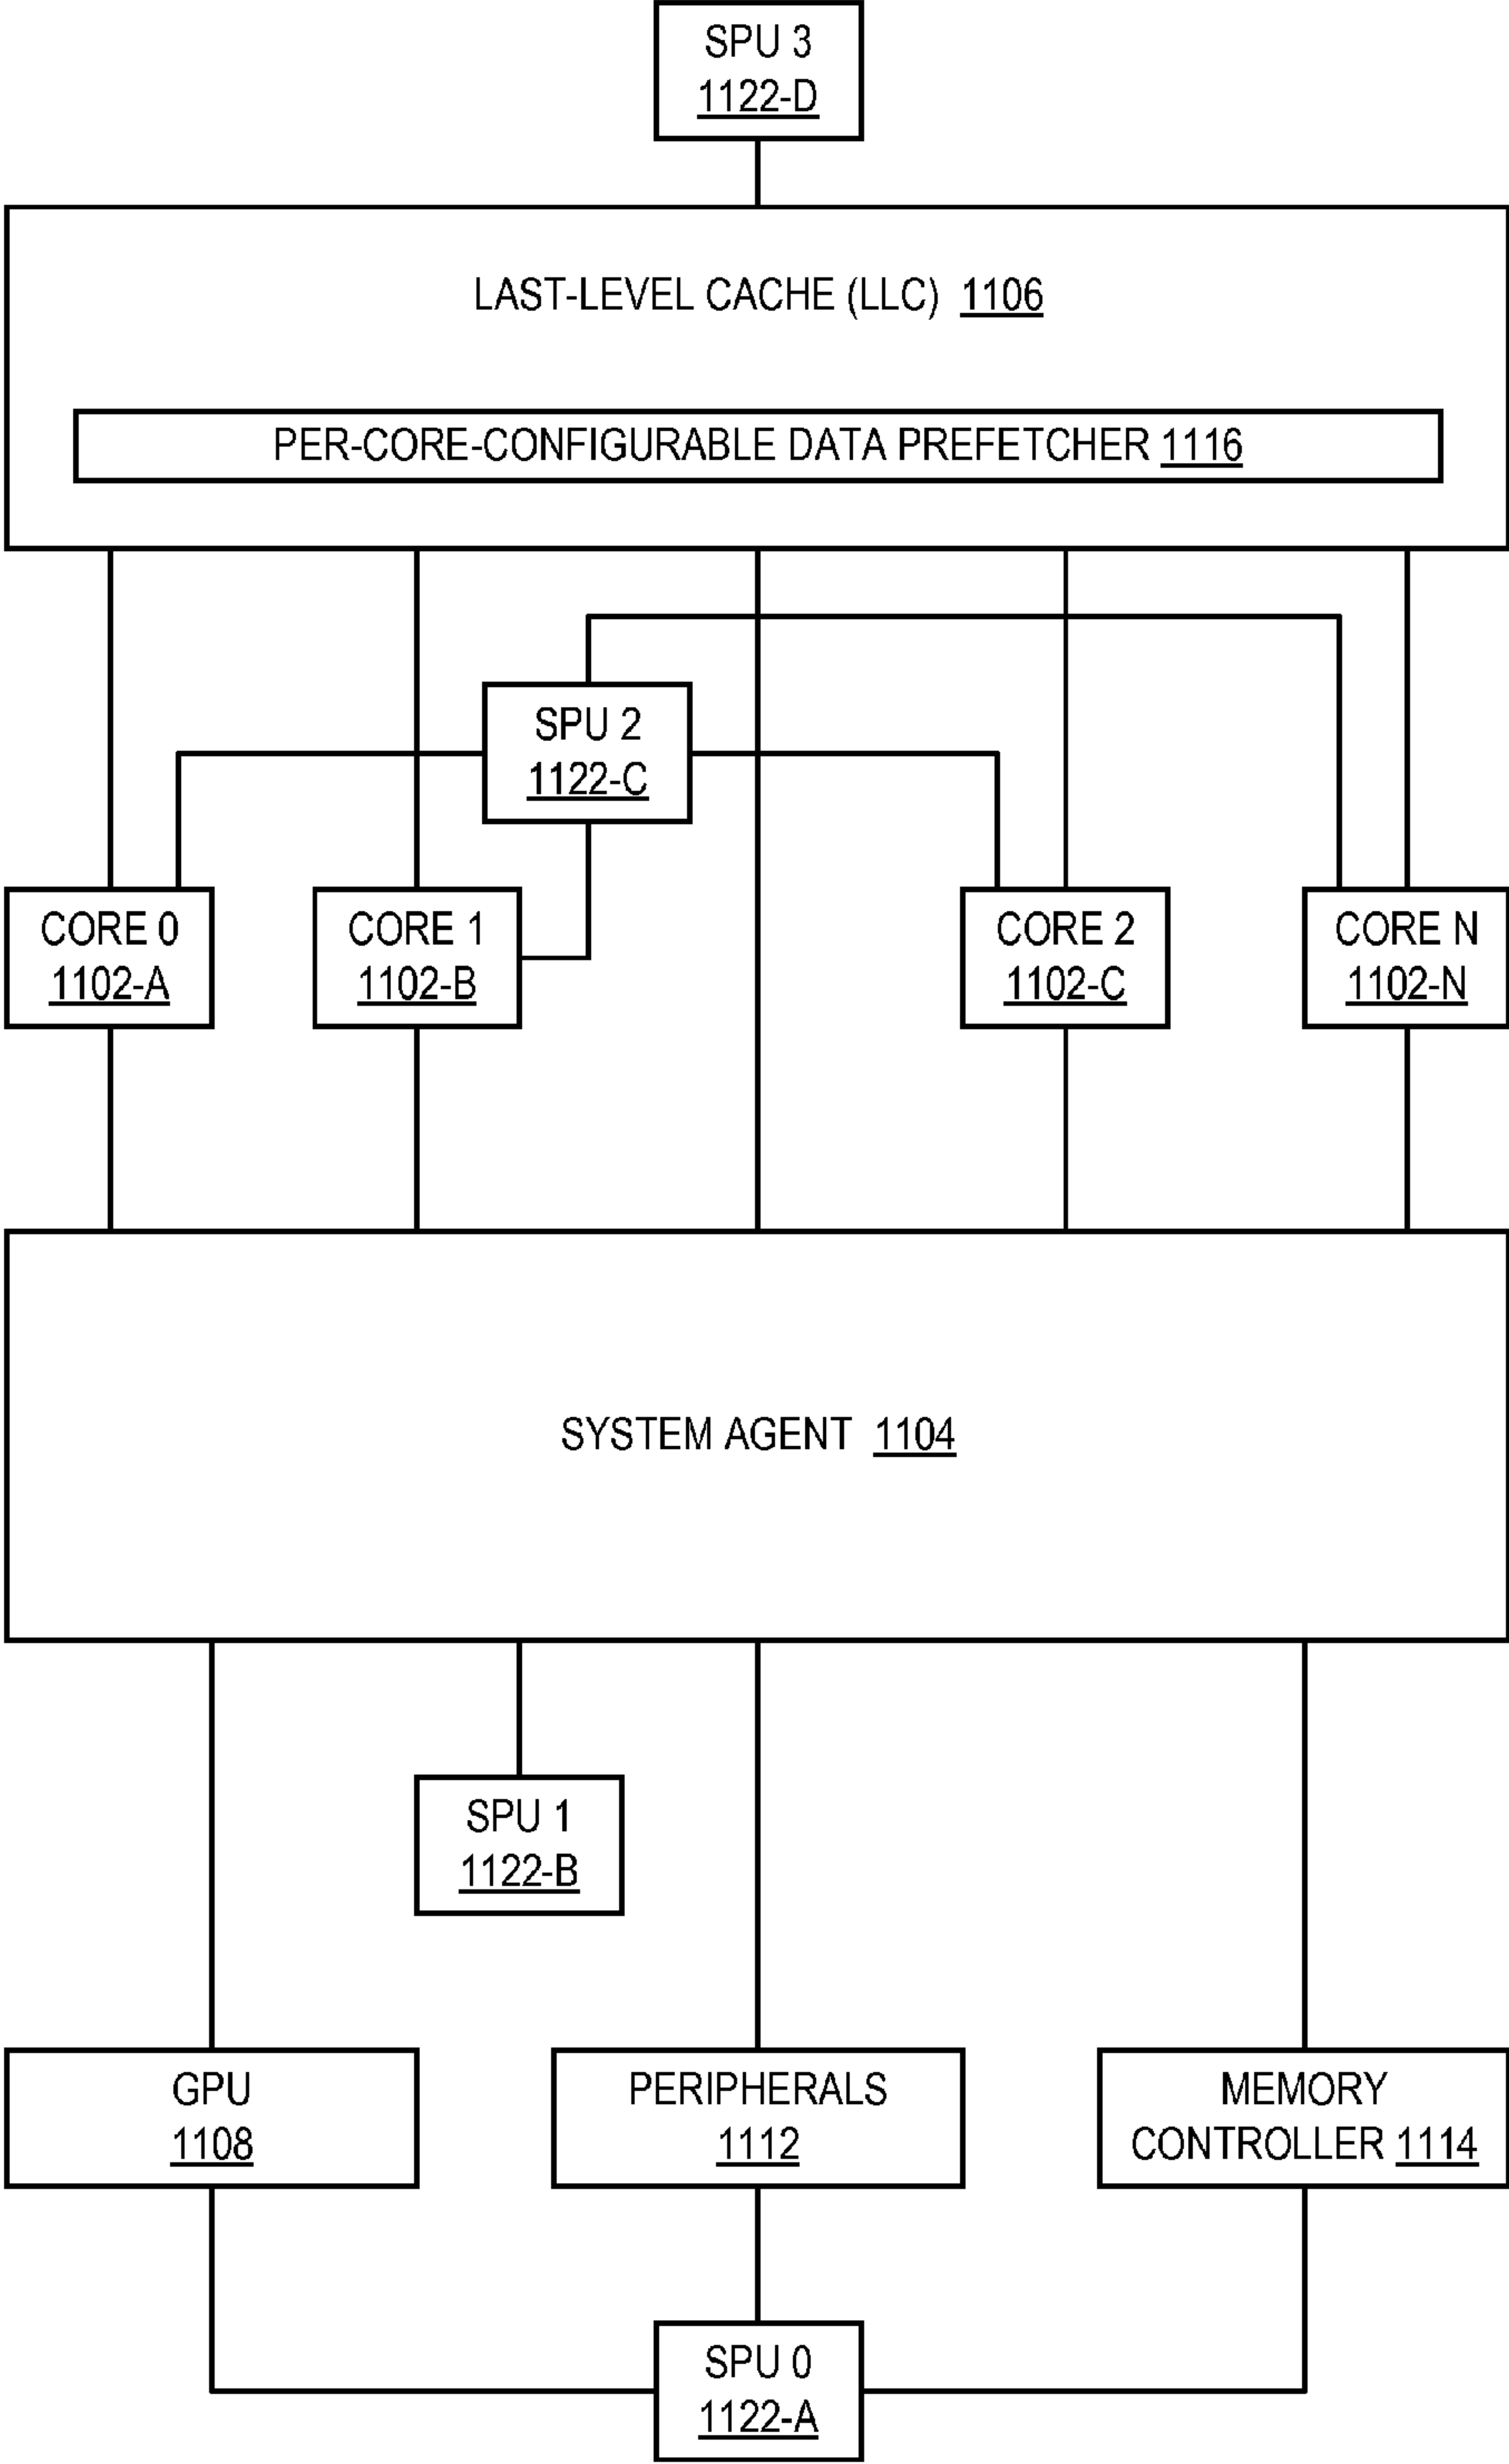 SPU 3
1122-D
LAST-LEVEL CACHE (LLC) 1106
PER-CORE-CONFIGURABLE DATA PREFETCHER 1116
SPU 2
1122-C
CORE 0
1102-A
CORE 1
1102-B
CORE 2
1102-C
CORE N
1102-N
SYSTEM AGENT 1104
SPU 1
1122-B
GPU
1108
PERIPHERALS
1112
MEMORY
CONTROLLER 1114
SPU 0
1122-A